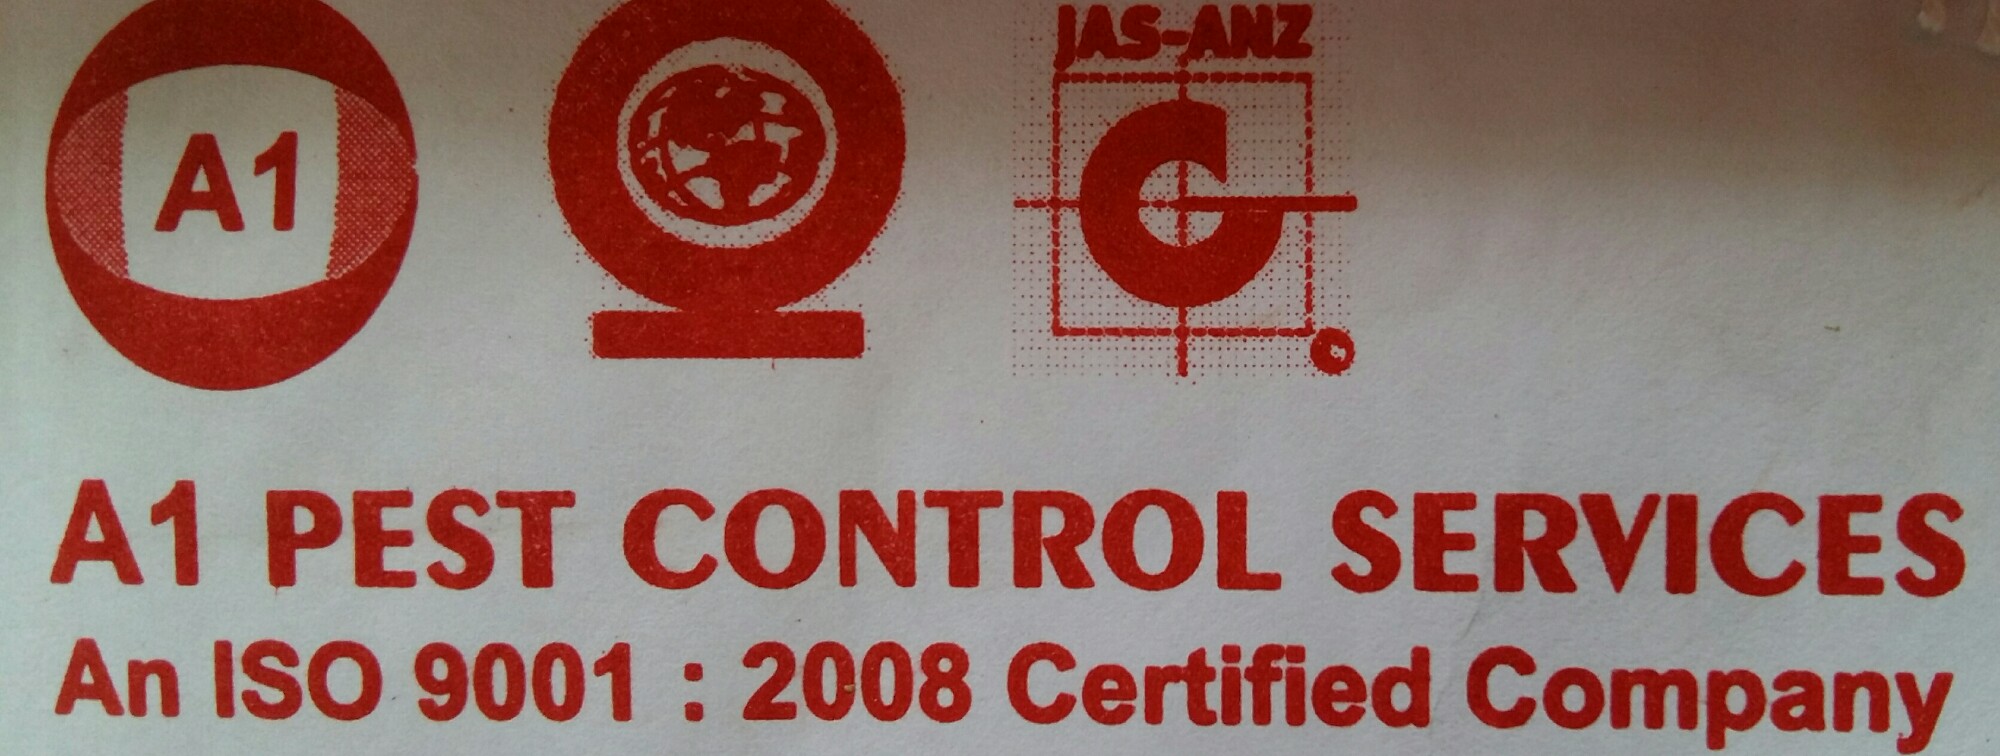 A1
JAS-ANZ
A1 PEST CONTROL SERVICES
An ISO 9001 : 2008 Certified Company